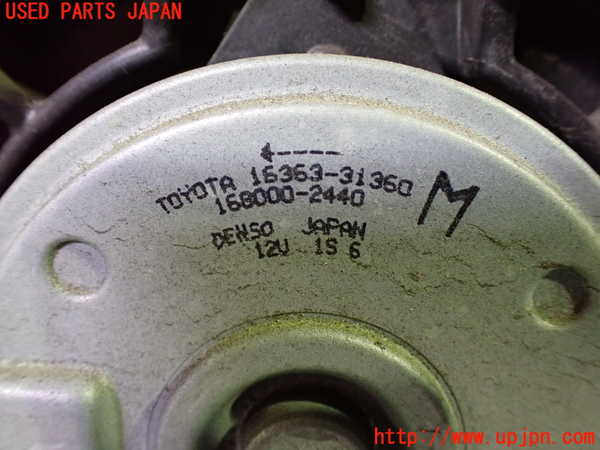 USED PARTS JAPAN
TOYOTA 16363-31360
168000-2440
M
DENSO JAPAN
12V 1S 6
http://www.upjpn.com